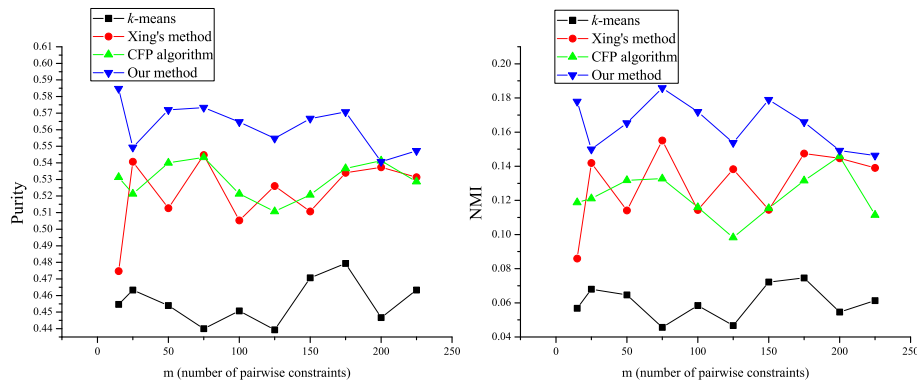 k-means
Xing's method
CFP algorithm
Our method
0.61
0.60
0.59
0.58
0.57
0.56
0.55
0.54
0.53
0.52
0.51
0.50
0.49
0.48
0.47
0.46
0.45
0.44
Purity
0 50 100 150 200 250
m (number of pairwise constraints)
k-means
Xing's method
CFP algorithm
Our method
0.20
0.18
0.16
0.14
0.12
0.10
0.08
0.06
0.04
NMI
0 50 100 150 200 250
m (number of pairwise constraints)